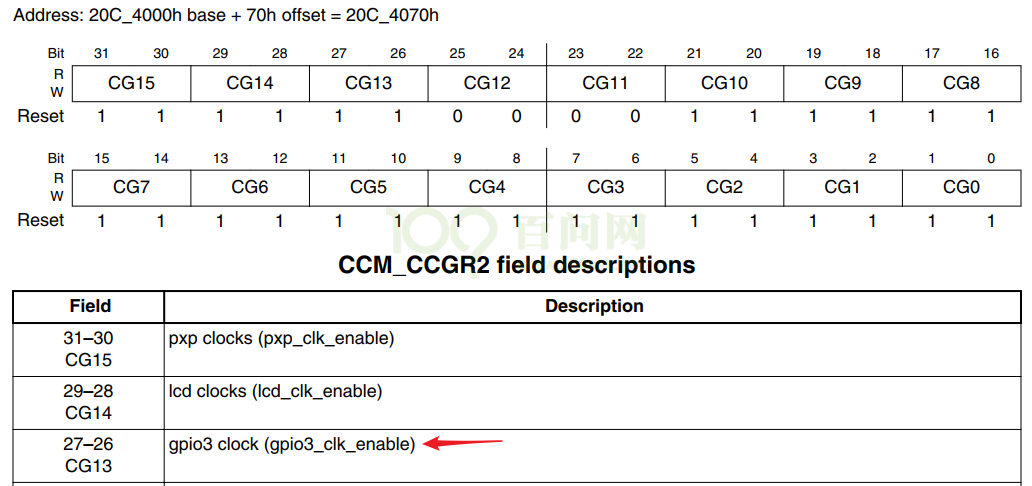 Address: 20C_4000h base + 70h offset = 20C_4070h
Bit 31 30 29 28 27 26 25 24 23 22 21 20 19 18 17 16
R
W
CG15 CG14 CG13 CG12 CG11 CG10 CG9 CG8
Reset 1 1 1 1 1 1 0 0 0 0 1 1 1 1 1 1
Bit 15 14 13 12 11 10 9 8 7 6 5 4 3 2 1 0
R
W
CG7 CG6 CG5 CG4 CG3 CG2 CG1 CG0
Reset 1 1 1 1 1 1 1 1 1 1 1 1 1 1 1 1
100 百问网
CCM_CCGR2 field descriptions
Field Description
31–30
CG15
pxp clocks (pxp_clk_enable)
29–28
CG14
lcd clocks (lcd_clk_enable)
27–26
CG13
gpio3 clock (gpio3_clk_enable)